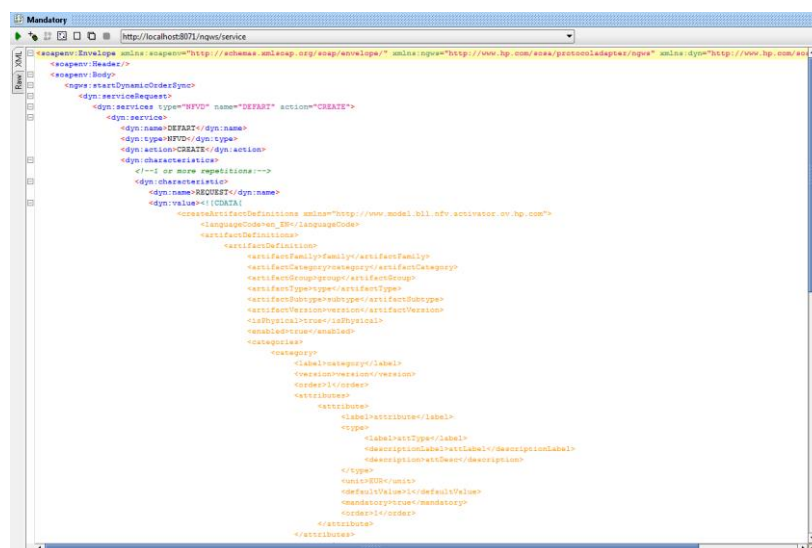 Mandatory
http://localhost:8071/nqws/service
XML
Raw
<soapenv:Envelope xmlns:soapenv="http://schemas.xmlsoap.org/soap/envelope/" xmlns:nqws="http://www.hp.com/sosa/protocoladapter/nqws" xmlns:dyn="http://www.hp.com/sos
<soapenv:Header/>
<soapenv:Body>
<nqws:startDynamicOrderSync>
<dyn:serviceRequest>
<dyn:services type="NFVD" name="DEFART" action="CREATE">
<dyn:service>
<dyn:name>DEFART</dyn:name>
<dyn:type>NFVD</dyn:type>
<dyn:action>CREATE</dyn:action>
<dyn:characteristics>
<!--1 or more repetitions:-->
<dyn:characteristic>
<dyn:name>REQUEST</dyn:name>
<dyn:value><![CDATA[
<createArtifactDefinitions xmlns="http://www.model.bll.nfv.activator.ov.hp.com">
<languageCode>en_EN</languageCode>
<artifactDefinitions>
<artifactDefinition>
<artifactFamily>family</artifactFamily>
<artifactCategory>category</artifactCategory>
<artifactGroup>group</artifactGroup>
<artifactType>type</artifactType>
<artifactSubtype>subtype</artifactSubtype>
<artifactVersion>version</artifactVersion>
<isPhysical>true</isPhysical>
<enabled>true</enabled>
<categories>
<category>
<label>category</label>
<version>version</version>
<order>1</order>
<attributes>
<attribute>
<label>attribute</label>
<type>
<label>attType</label>
<descriptionLabel>attLabel</descriptionLabel>
<description>attDesc</description>
</type>
<unit>EUR</unit>
<defaultValue>1</defaultValue>
<mandatory>true</mandatory>
<order>1</order>
</attribute>
</attributes>